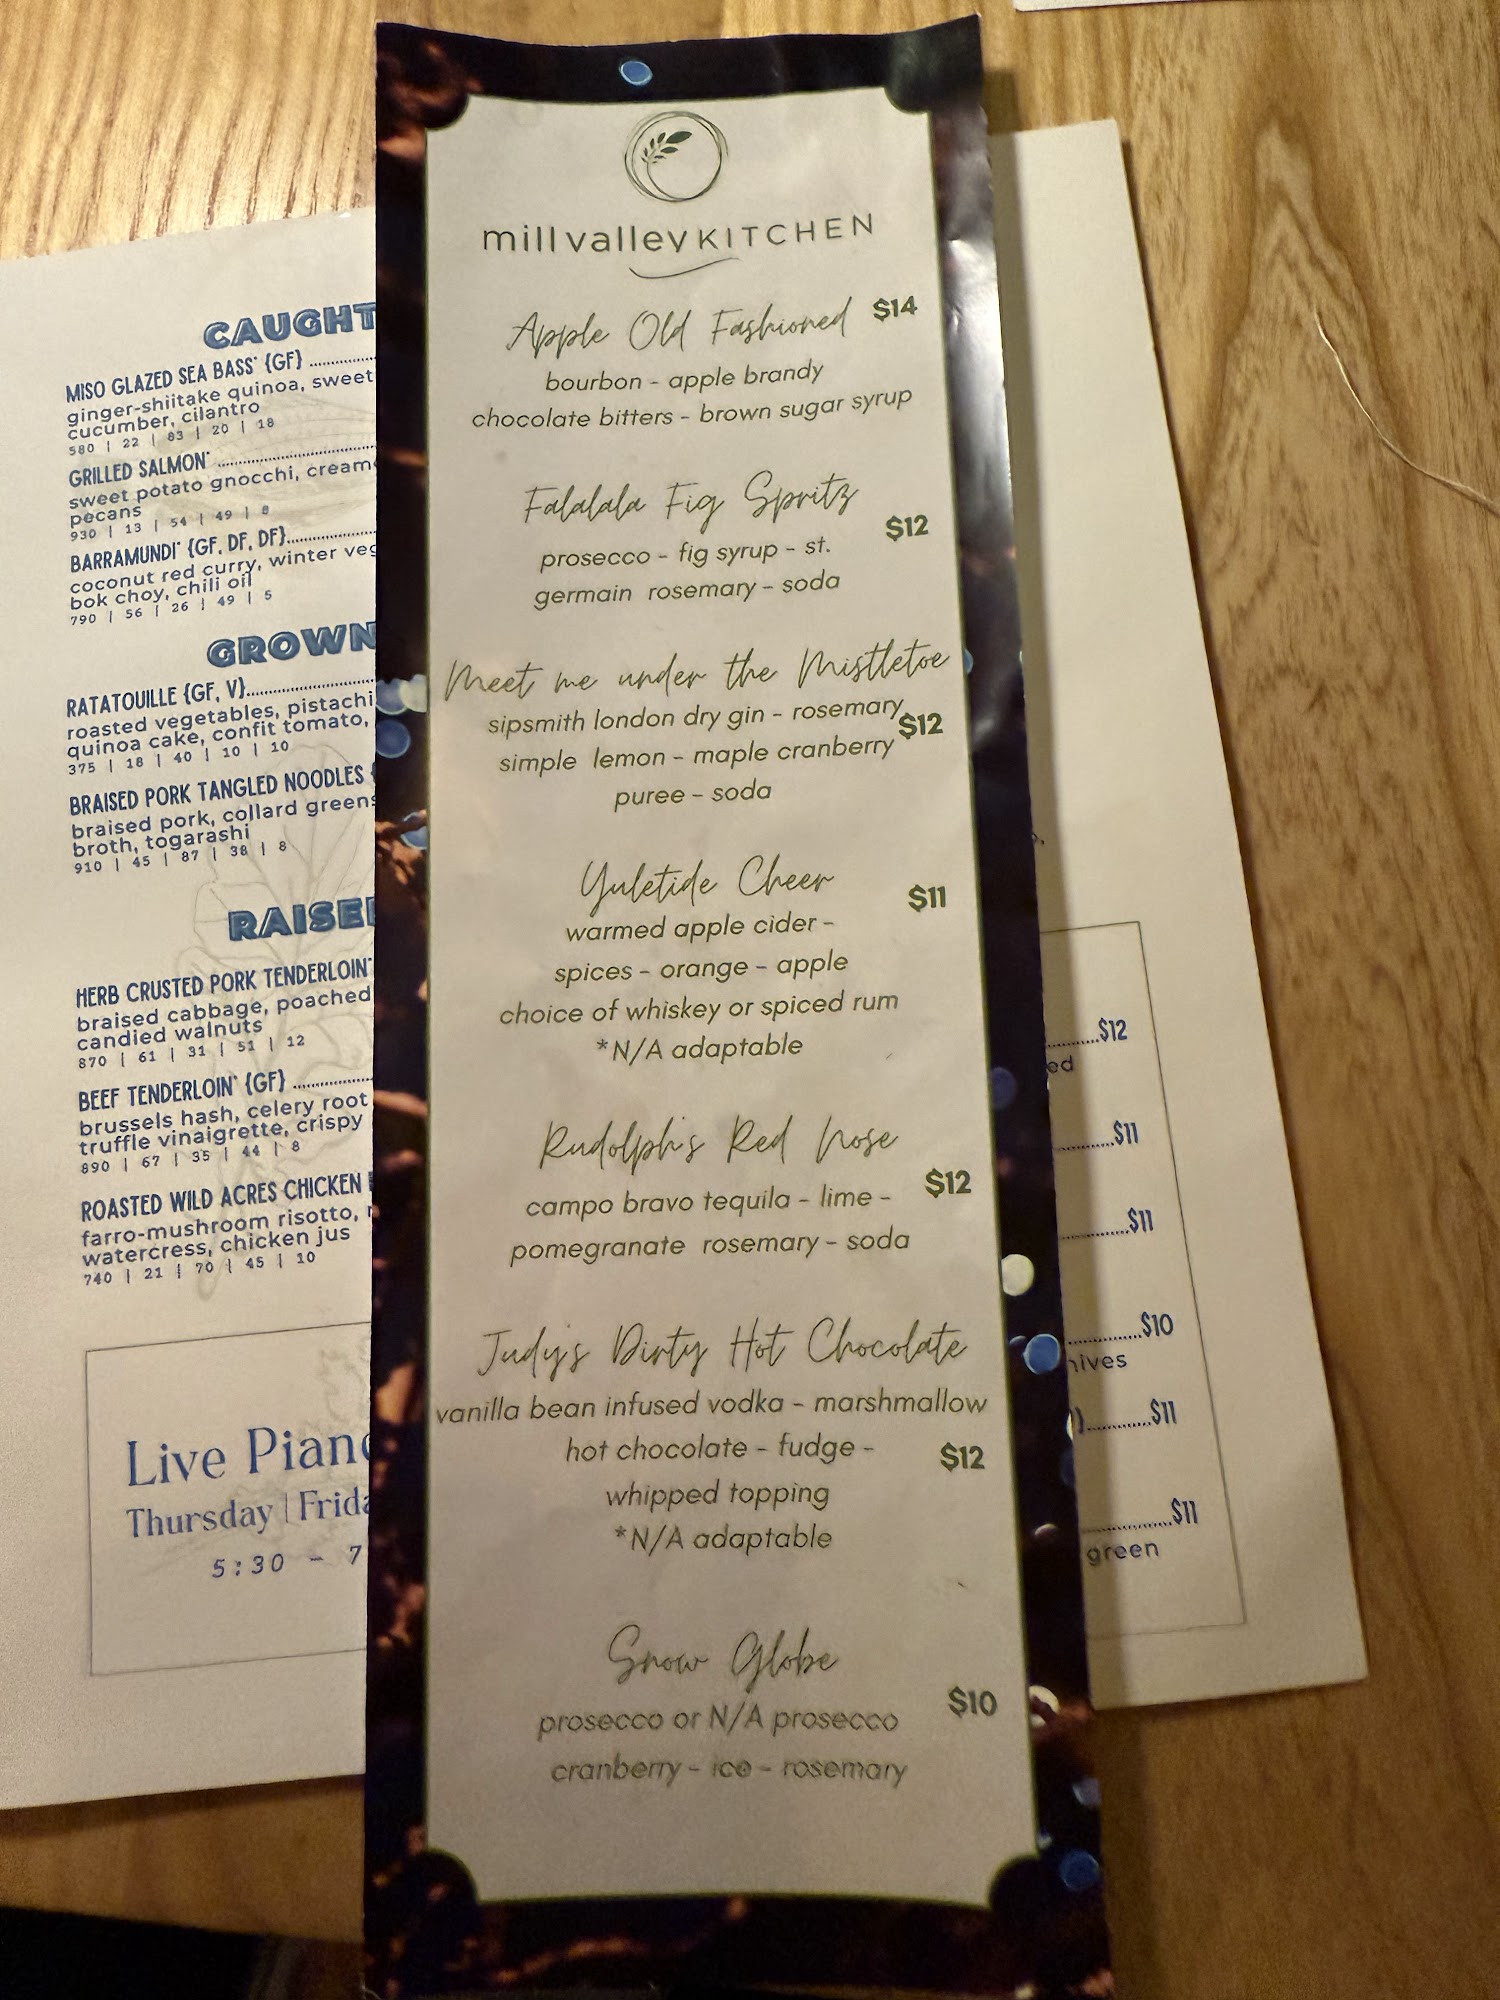 mill valley KITCHEN
Apple Old Fashioned $14
bourbon - apple brandy
chocolate bitters - brown sugar syrup
Falalala Fig Spritz
$12
prosecco - fig syrup - st.
germain rosemary - soda
Meet me under the Mistletoe
sipsmith london dry gin - rosemary
$12
simple lemon - maple cranberry
puree - soda
Yuletide Cheer
$11
warmed apple cider -
spices - orange - apple
choice of whiskey or spiced rum
*N/A adaptable
Rudolph's Red Nose
$12
campo bravo tequila - lime -
pomegranate rosemary - soda
Judy's Dirty Hot Chocolate
vanilla bean infused vodka - marshmallow
hot chocolate - fudge -
$12
whipped topping
*N/A adaptable
Snow Globe
$10
prosecco or N/A prosecco
cranberry - ice - rosemary
CAUGHT
MISO GLAZED SEA BASS* {GF}
ginger-shiitake quinoa, sweet
cucumber, cilantro
580 | 22 | 83 | 20 | 18
GRILLED SALMON*
sweet potato gnocchi, cream
pecans
930 | 13 | 54 | 49 | 8
BARRAMUNDI* {GF, DF, DF}
coconut red curry, winter veg
bok choy, chili oil
790 | 56 | 26 | 49 | 5
GROWN
RATATOUILLE {GF, V}
roasted vegetables, pistachi
quinoa cake, confit tomato,
375 | 18 | 40 | 10 | 10
BRAISED PORK TANGLED NOODLES {
braised pork, collard greens
broth, togarashi
910 | 45 | 87 | 38 | 8
RAISE
HERB CRUSTED PORK TENDERLOIN*
braised cabbage, poached
candied walnuts
870 | 61 | 31 | 51 | 12
BEEF TENDERLOIN* {GF}
brussels hash, celery root
truffle vinaigrette, crispy
890 | 67 | 35 | 44 | 8
ROASTED WILD ACRES CHICKEN
farro-mushroom risotto,
watercess, chicken jus
740 | 21 | 70 | 45 | 10
Live Piano
Thursday | Frida
5:30 - 7
$12
ed
$11
$11
$10
hives
)$11
$11
green